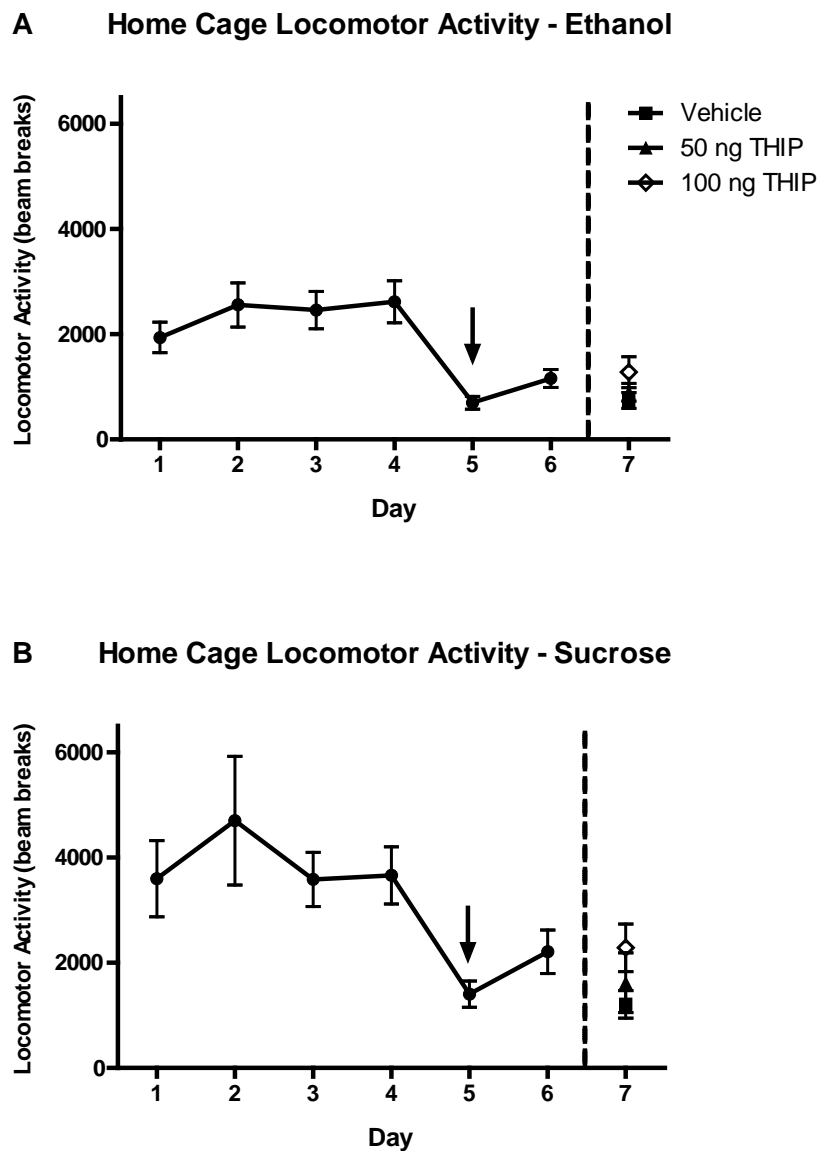 A Home Cage Locomotor Activity - Ethanol
Locomotor Activity (beam breaks)
6000
4000
2000
0
1 2 3 4 5 6 7
Day
Vehicle
50 ng THIP
100 ng THIP
B Home Cage Locomotor Activity - Sucrose
Locomotor Activity (beam breaks)
6000
4000
2000
0
1 2 3 4 5 6 7
Day